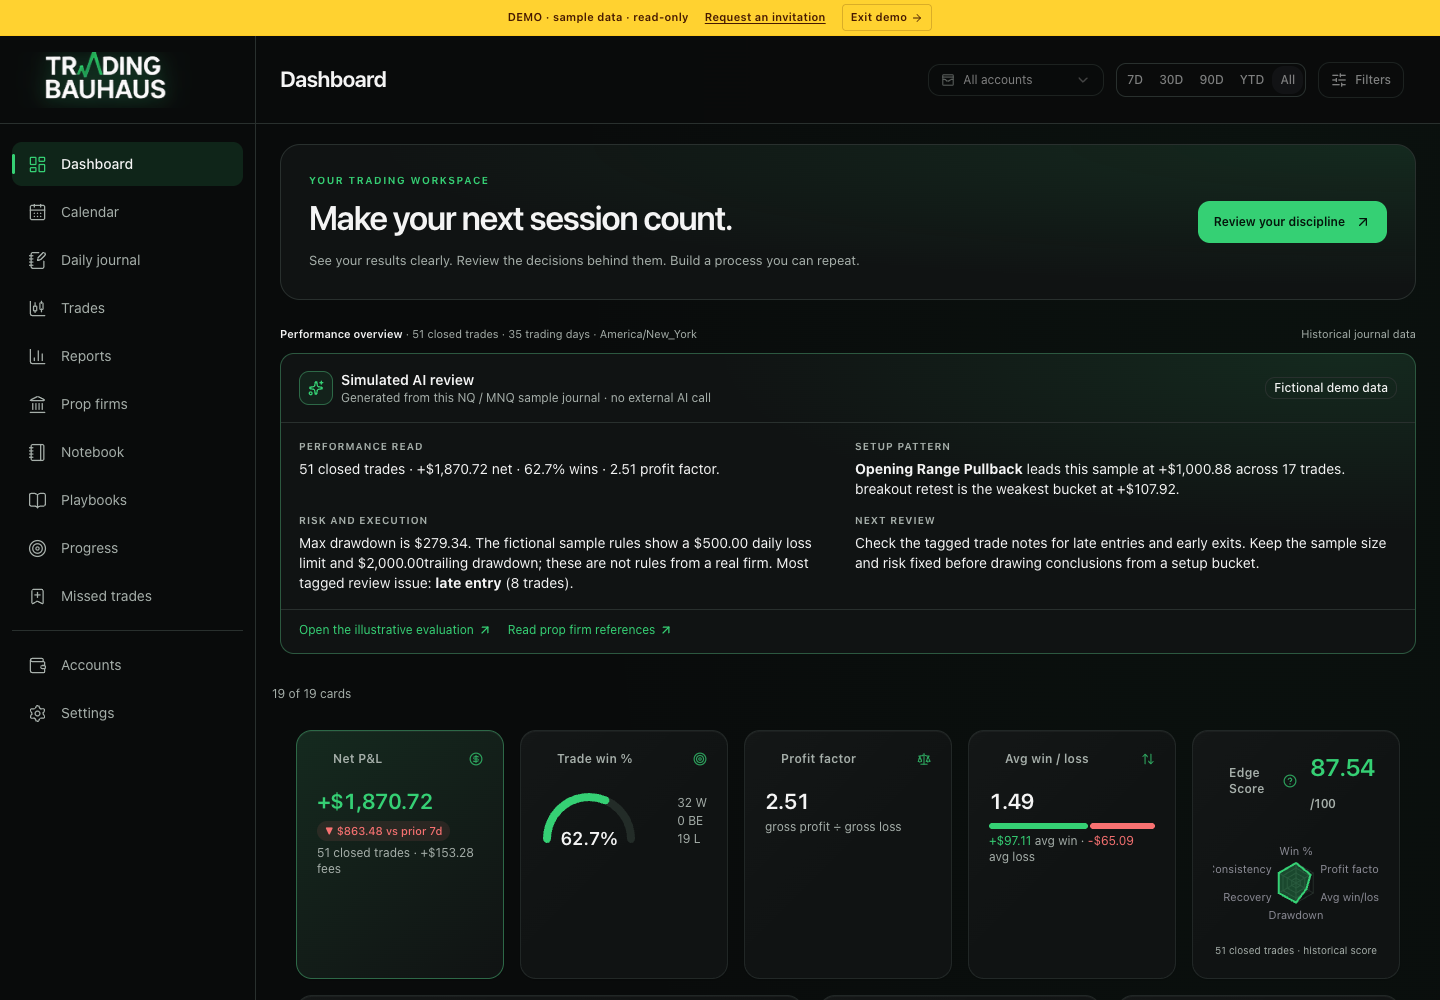 DEMO · sample data · read-only Request an invitation Exit demo →
TRADING
BAUHAUS
Dashboard
All accounts
7D 30D 90D YTD All
Filters
Dashboard
Calendar
Daily journal
Trades
Reports
Prop firms
Notebook
Playbooks
Progress
Missed trades
Accounts
Settings
YOUR TRADING WORKSPACE
Make your next session count.
See your results clearly. Review the decisions behind them. Build a process you can repeat.
Review your discipline
Performance overview · 51 closed trades · 35 trading days · America/New_York
Historical journal data
Simulated AI review
Generated from this NQ / MNQ sample journal · no external AI call
Fictional demo data
PERFORMANCE READ
51 closed trades · +$1,870.72 net · 62.7% wins · 2.51 profit factor.
SETUP PATTERN
Opening Range Pullback leads this sample at +$1,000.88 across 17 trades.
breakout retest is the weakest bucket at +$107.92.
RISK AND EXECUTION
Max drawdown is $279.34. The fictional sample rules show a $500.00 daily loss
limit and $2,000.00trailing drawdown; these are not rules from a real firm. Most
tagged review issue: late entry (8 trades).
NEXT REVIEW
Check the tagged trade notes for late entries and early exits. Keep the sample size
and risk fixed before drawing conclusions from a setup bucket.
Open the illustrative evaluation
Read prop firm references
19 of 19 cards
Net P&L
+$1,870.72
▼ $863.48 vs prior 7d
51 closed trades · +$153.28
fees
Trade win %
62.7%
32 W
0 BE
19 L
Profit factor
2.51
gross profit ÷ gross loss
Avg win / loss
1.49
+$97.11 avg win · -$65.09
avg loss
Edge
Score
87.54
/100
Win %
Profit facto
Avg win/los
Drawdown
Recovery
onsistency
51 closed trades · historical score